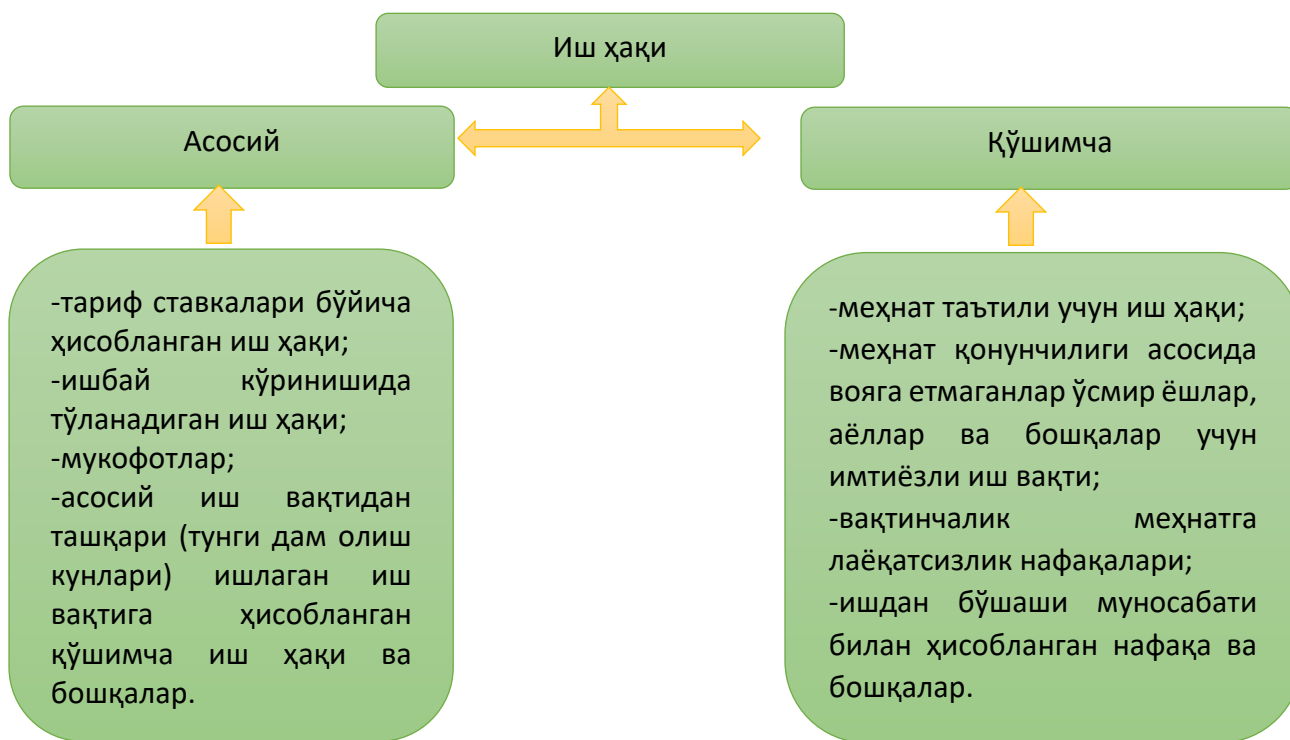 Иш ҳақи
Асосий
Қўшимча
-тариф ставкалари бўйича
ҳисобланган иш ҳақи;
-ишбай кўринишида
тўланадиган иш ҳақи;
-мукофотлар;
-асосий иш вақтидан
ташқари (тунги дам олиш
кунлари) ишлаган иш
вақтига ҳисобланган
қўшимча иш ҳақи ва
бошқалар.
-меҳнат таътили учун иш ҳақи;
-меҳнат қонунчилиги асосида
вояга етмаганлар ўсмир ёшлар,
аёллар ва бошқалар учун
имтиёзли иш вақти;
-вақтинчалик меҳнатга
лаёқатсизлик нафақалари;
-ишдан бўшаши муносабати
билан ҳисобланган нафақа ва
бошқалар.